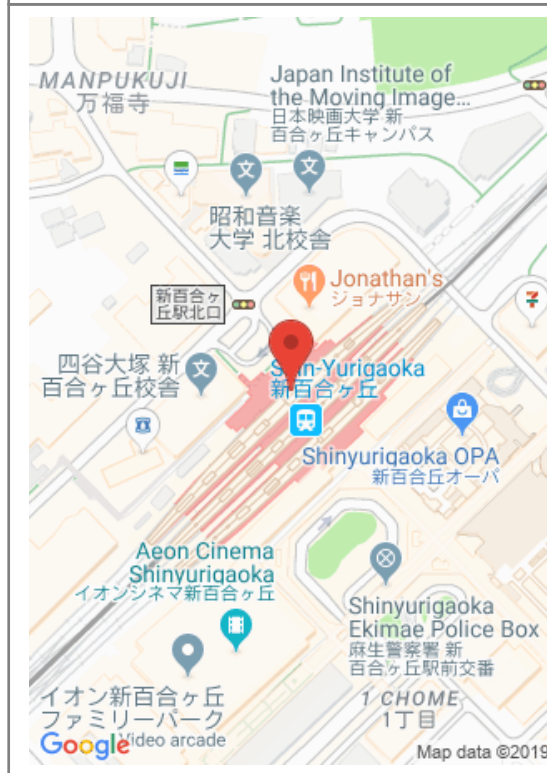 MANPUKUJI
万福寺
Japan Institute of
the Moving Image...
日本映画大学 新
百合ヶ丘キャンパス
文
文
昭和音楽
大学 北校舎
Jonathan's
ジョナサン
新百合ヶ
丘駅北口
7
四谷大塚 新
百合ヶ丘校舎
文
Shin-Yurigaoka
新百合ヶ丘
Shinyurigaoka OPA
新百合丘オーパ
Aeon Cinema
Shinyurigaoka
イオンシネマ新百合ヶ丘
Shinyurigaoka
Ekimae Police Box
麻生警察署 新
百合ヶ丘駅前交番
イオン新百合ヶ丘
ファミリーパーク
Video arcade
1 CHOME
1丁目
Google
Map data ©2019